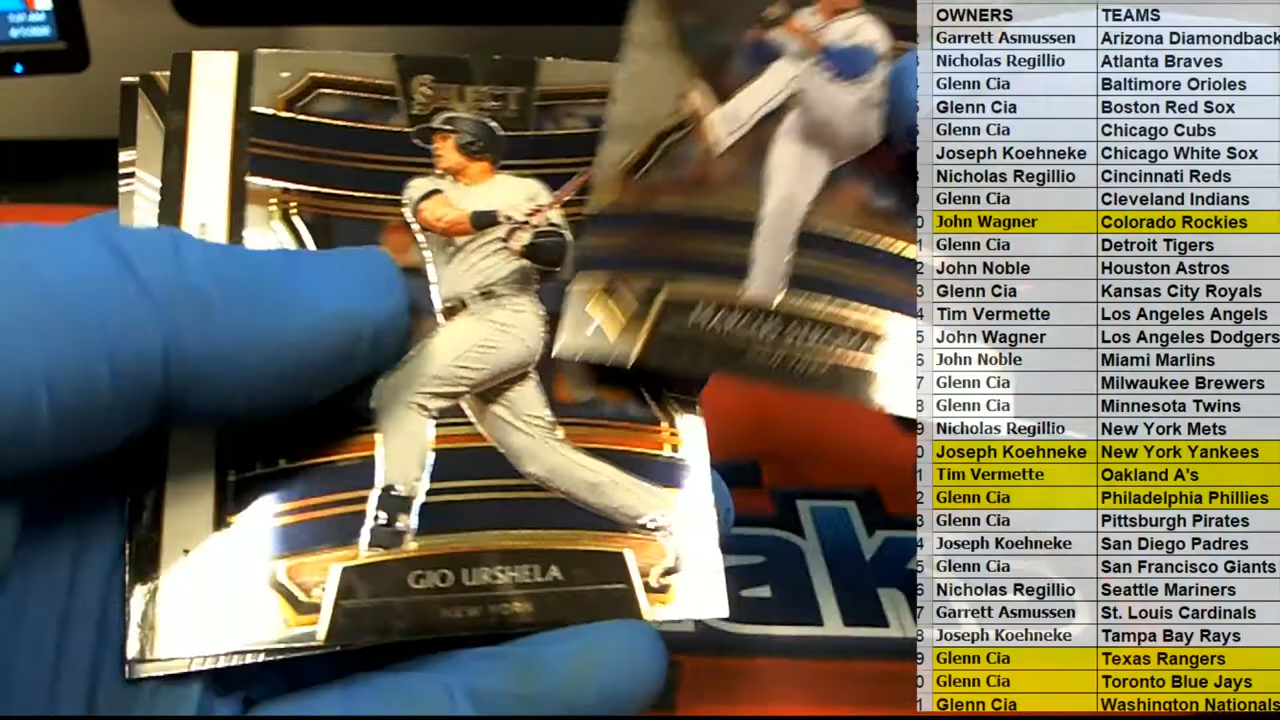 SELECT
GIO URSHELA
NEW YORK
ak
OWNERS TEAMS
Garrett Asmussen Arizona Diamondback
Nicholas Regillio Atlanta Braves
Glenn Cia Baltimore Orioles
Glenn Cia Boston Red Sox
Glenn Cia Chicago Cubs
Joseph Koehneke Chicago White Sox
Nicholas Regillio Cincinnati Reds
Glenn Cia Cleveland Indians
John Wagner Colorado Rockies
Glenn Cia Detroit Tigers
John Noble Houston Astros
Glenn Cia Kansas City Royals
Tim Vermette Los Angeles Angels
John Wagner Los Angeles Dodgers
John Noble Miami Marlins
Glenn Cia Milwaukee Brewers
Glenn Cia Minnesota Twins
Nicholas Regillio New York Mets
Joseph Koehneke New York Yankees
Tim Vermette Oakland A's
Glenn Cia Philadelphia Phillies
Glenn Cia Pittsburgh Pirates
Joseph Koehneke San Diego Padres
Glenn Cia San Francisco Giants
Nicholas Regillio Seattle Mariners
Garrett Asmussen St. Louis Cardinals
Joseph Koehneke Tampa Bay Rays
Glenn Cia Texas Rangers
Glenn Cia Toronto Blue Jays
Glenn Cia Washington Nationals